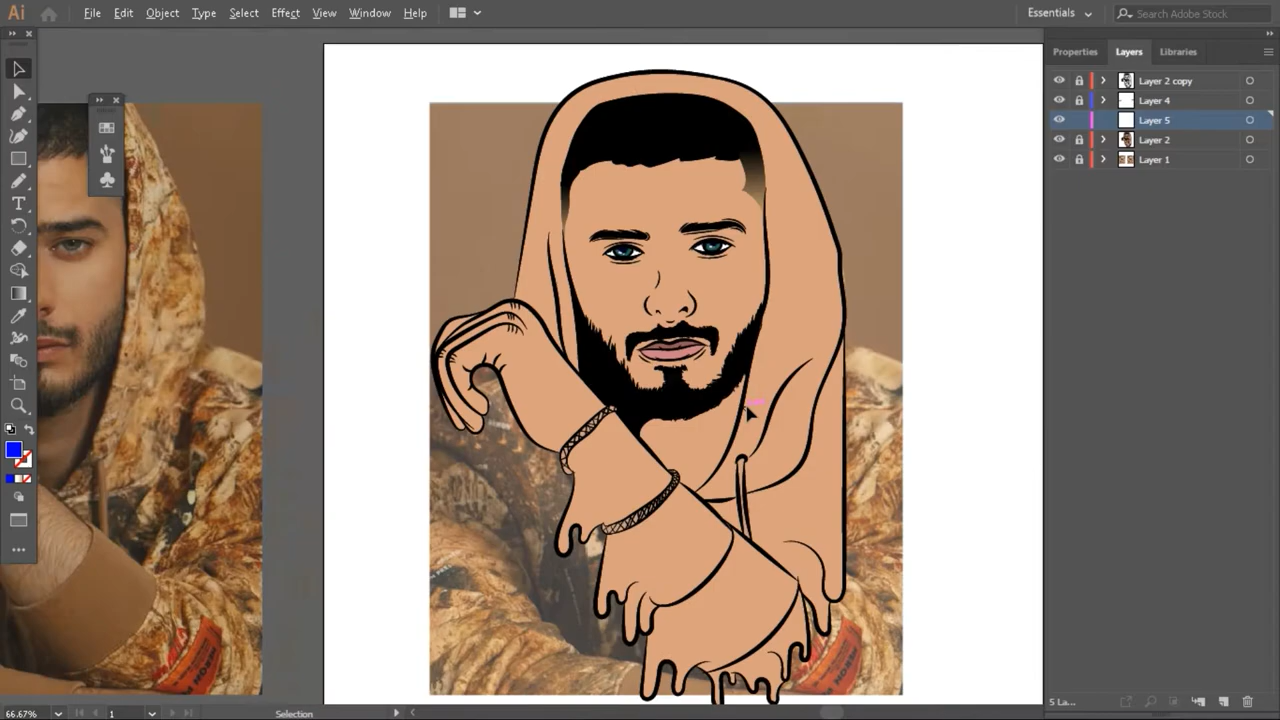 Ai File Edit Object Type Select Effect View Window Help Essentials Search Adobe Stock
Properties Layers Libraries
Layer 2 copy
Layer 4
Layer 5
Layer 2
Layer 1
T
66.67% 1 Selection 5 La...